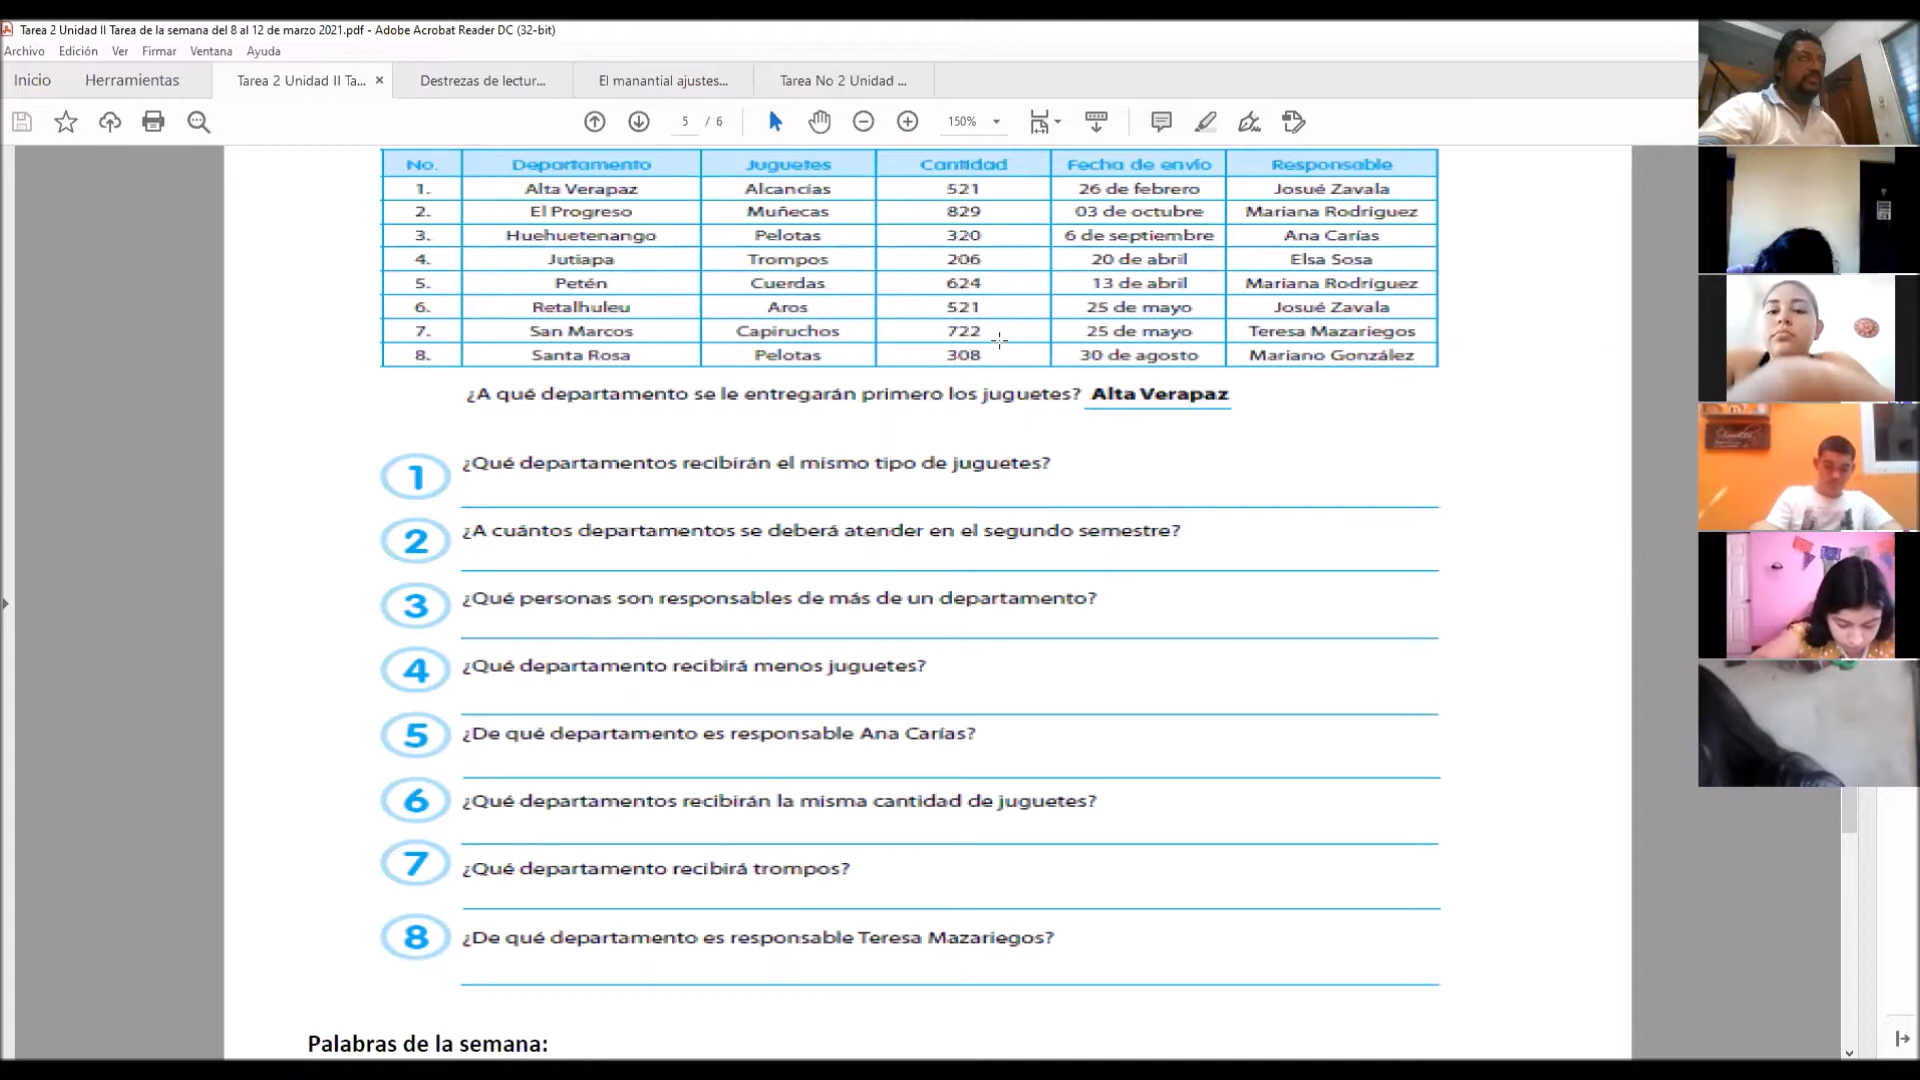 Tarea 2 Unidad II Tarea de la semana del 8 al 12 de marzo 2021.pdf - Adobe Acrobat Reader DC (32-bit)
Archivo Edición Ver Firmar Ventana Ayuda
Inicio Herramientas Tarea 2 Unidad II Ta... × Destrezas de lectur... El manantial ajustes... Tarea No 2 Unidad ...
5 / 6 150%
No. Departamento Juguetes Cantidad Fecha de envío Responsable
1. Alta Verapaz Alcancías 521 26 de febrero Josué Zavala
2. El Progreso Muñecas 829 03 de octubre Mariana Rodríguez
3. Huehuetenango Pelotas 320 6 de septiembre Ana Carías
4. Jutiapa Trompos 206 20 de abril Elsa Sosa
5. Petén Cuerdas 624 13 de abril Mariana Rodríguez
6. Retalhuleu Aros 521 25 de mayo Josué Zavala
7. San Marcos Capiruchos 722 25 de mayo Teresa Mazariegos
8. Santa Rosa Pelotas 308 30 de agosto Mariano González
¿A qué departamento se le entregarán primero los juguetes? Alta Verapaz
1 ¿Qué departamentos recibirán el mismo tipo de juguetes?
2 ¿A cuántos departamentos se deberá atender en el segundo semestre?
3 ¿Qué personas son responsables de más de un departamento?
4 ¿Qué departamento recibirá menos juguetes?
5 ¿De qué departamento es responsable Ana Carías?
6 ¿Qué departamentos recibirán la misma cantidad de juguetes?
7 ¿Qué departamento recibirá trompos?
8 ¿De qué departamento es responsable Teresa Mazariegos?
Palabras de la semana: